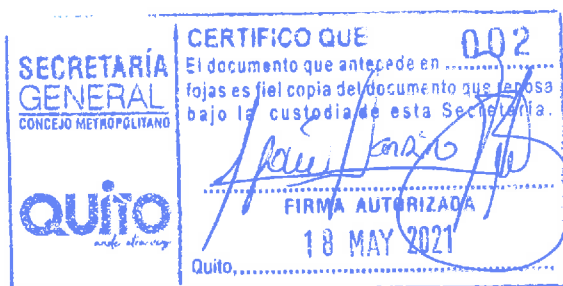 SECRETARÍA
GENERAL
CONCEJO METROPOLITANO
QUITO
CERTIFICO QUE
El documento que antecede en 002
fojas es fiel copia del documento que reposa
bajo la custodia de esta Secretaría.
FIRMA AUTORIZADA
18 MAY 2021
Quito,